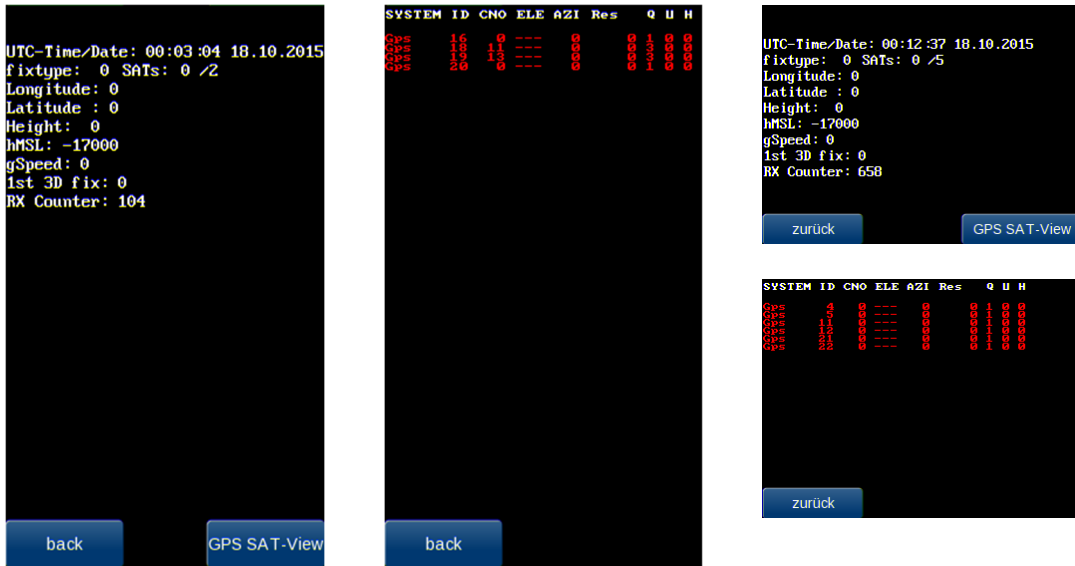 UTC-Time/Date: 00:03:04 18.10.2015
fixtype: 0 SATs: 0 /2
Longitude: 0
Latitude : 0
Height: 0
hMSL: -17000
gSpeed: 0
1st 3D fix: 0
RX Counter: 104
back GPS SAT-View
SYSTEM ID CNO ELE AZI Res Q U H
Gps 16 0 --- 0 0 1 0 0
Gps 18 11 --- 0 0 3 0 0
Gps 19 13 --- 0 0 3 0 0
Gps 20 0 --- 0 0 1 0 0
back
UTC-Time/Date: 00:12:37 18.10.2015
fixtype: 0 SATs: 0 /5
Longitude: 0
Latitude : 0
Height: 0
hMSL: -17000
gSpeed: 0
1st 3D fix: 0
RX Counter: 658
zurück GPS SAT-View
SYSTEM ID CNO ELE AZI Res Q U H
Gps 4 0 --- 0 0 1 0 0
Gps 5 0 --- 0 0 1 0 0
Gps 11 0 --- 0 0 1 0 0
Gps 12 0 --- 0 0 1 0 0
Gps 21 0 --- 0 0 1 0 0
Gps 22 0 --- 0 0 1 0 0
zurück